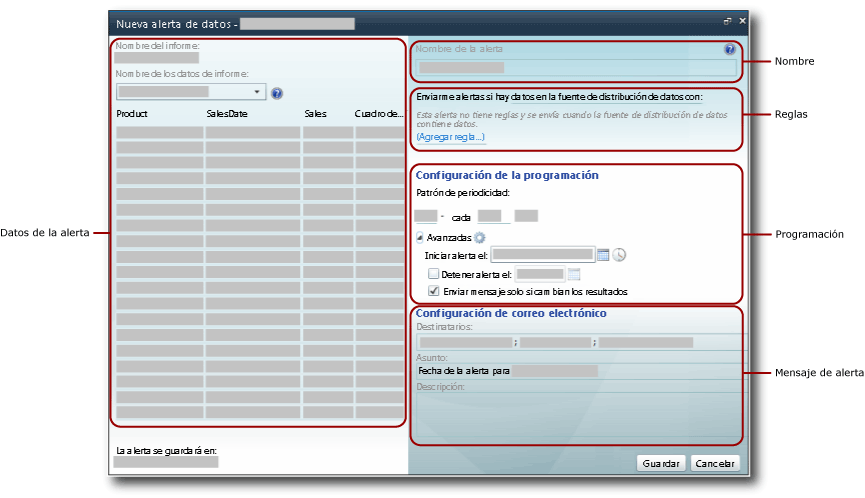 Nueva alerta de datos -
Nombre del informe:
Nombre de los datos de informe:
Product SalesDate Sales Cuadro de...
La alerta se guardará en:
Nombre de la alerta
Enviarme alertas si hay datos en la fuente de distribución de datos con:
Esta alerta no tiene reglas y se envía cuando la fuente de distribución de datos
contiene datos.
(Agregar regla...)
Configuración de la programación
Patrón de periodicidad:
- cada
Avanzadas
Iniciar alerta el:
Detener alerta el:
Enviar mensaje solo si cambian los resultados
Configuración de correo electrónico
Destinatarios:
; ;
Asunto:
Fecha de la alerta para
Descripción:
Guardar Cancelar
Datos de la alerta
Nombre
Reglas
Programación
Mensaje de alerta